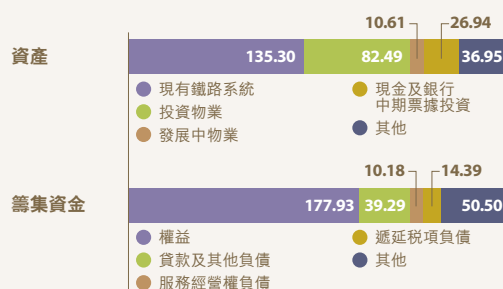 10.61 26.94
資產 135.30 82.49 36.95
現有鐵路系統
投資物業
發展中物業
現金及銀行
中期票據投資
其他
10.18 14.39
籌集資金 177.93 39.29 50.50
權益
貸款及其他負債
服務經營權負債
遞延税項負債
其他